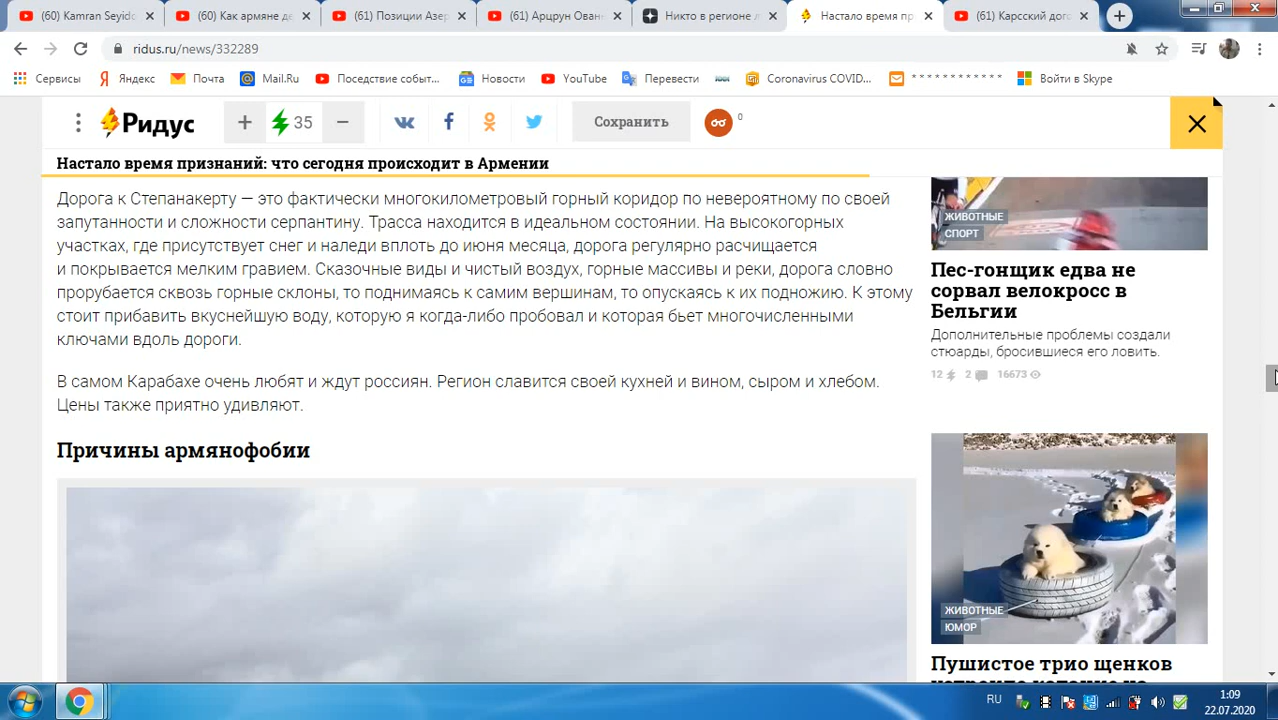 (60) Kamran Seyido
(60) Как армяне де
(61) Позиции Азер
(61) Арцрун Ован
Никто в регионе л
Настало время пр
(61) Карсский дого
ridus.ru/news/332289
Сервисы
Яндекс
Почта
Mail.Ru
Поседствие событ...
Новости
YouTube
Перевести
Coronavirus COVID...
* * * * * * * * * * * *
Войти в Skype
Ридус
+
35
−
Сохранить
0
Настало время признаний: что сегодня происходит в Армении
Дорога к Степанакерту — это фактически многокилометровый горный коридор по невероятному по своей
запутанности и сложности серпантину. Трасса находится в идеальном состоянии. На высокогорных
участках, где присутствует снег и наледи вплоть до июня месяца, дорога регулярно расчищается
и покрывается мелким гравием. Сказочные виды и чистый воздух, горные массивы и реки, дорога словно
прорубается сквозь горные склоны, то поднимаясь к самим вершинам, то опускаясь к их подножию. К этому
стоит прибавить вкуснейшую воду, которую я когда-либо пробовал и которая бьет многочисленными
ключами вдоль дороги.
В самом Карабахе очень любят и ждут россиян. Регион славится своей кухней и вином, сыром и хлебом.
Цены также приятно удивляют.
Причины армянофобии
ЖИВОТНЫЕ
СПОРТ
Пес-гонщик едва не
сорвал велокросс в
Бельгии
Дополнительные проблемы создали
стюарды, бросившиеся его ловить.
12 2 16673
ЖИВОТНЫЕ
ЮМОР
Пушистое трио щенков
RU
1:09
22.07.2020